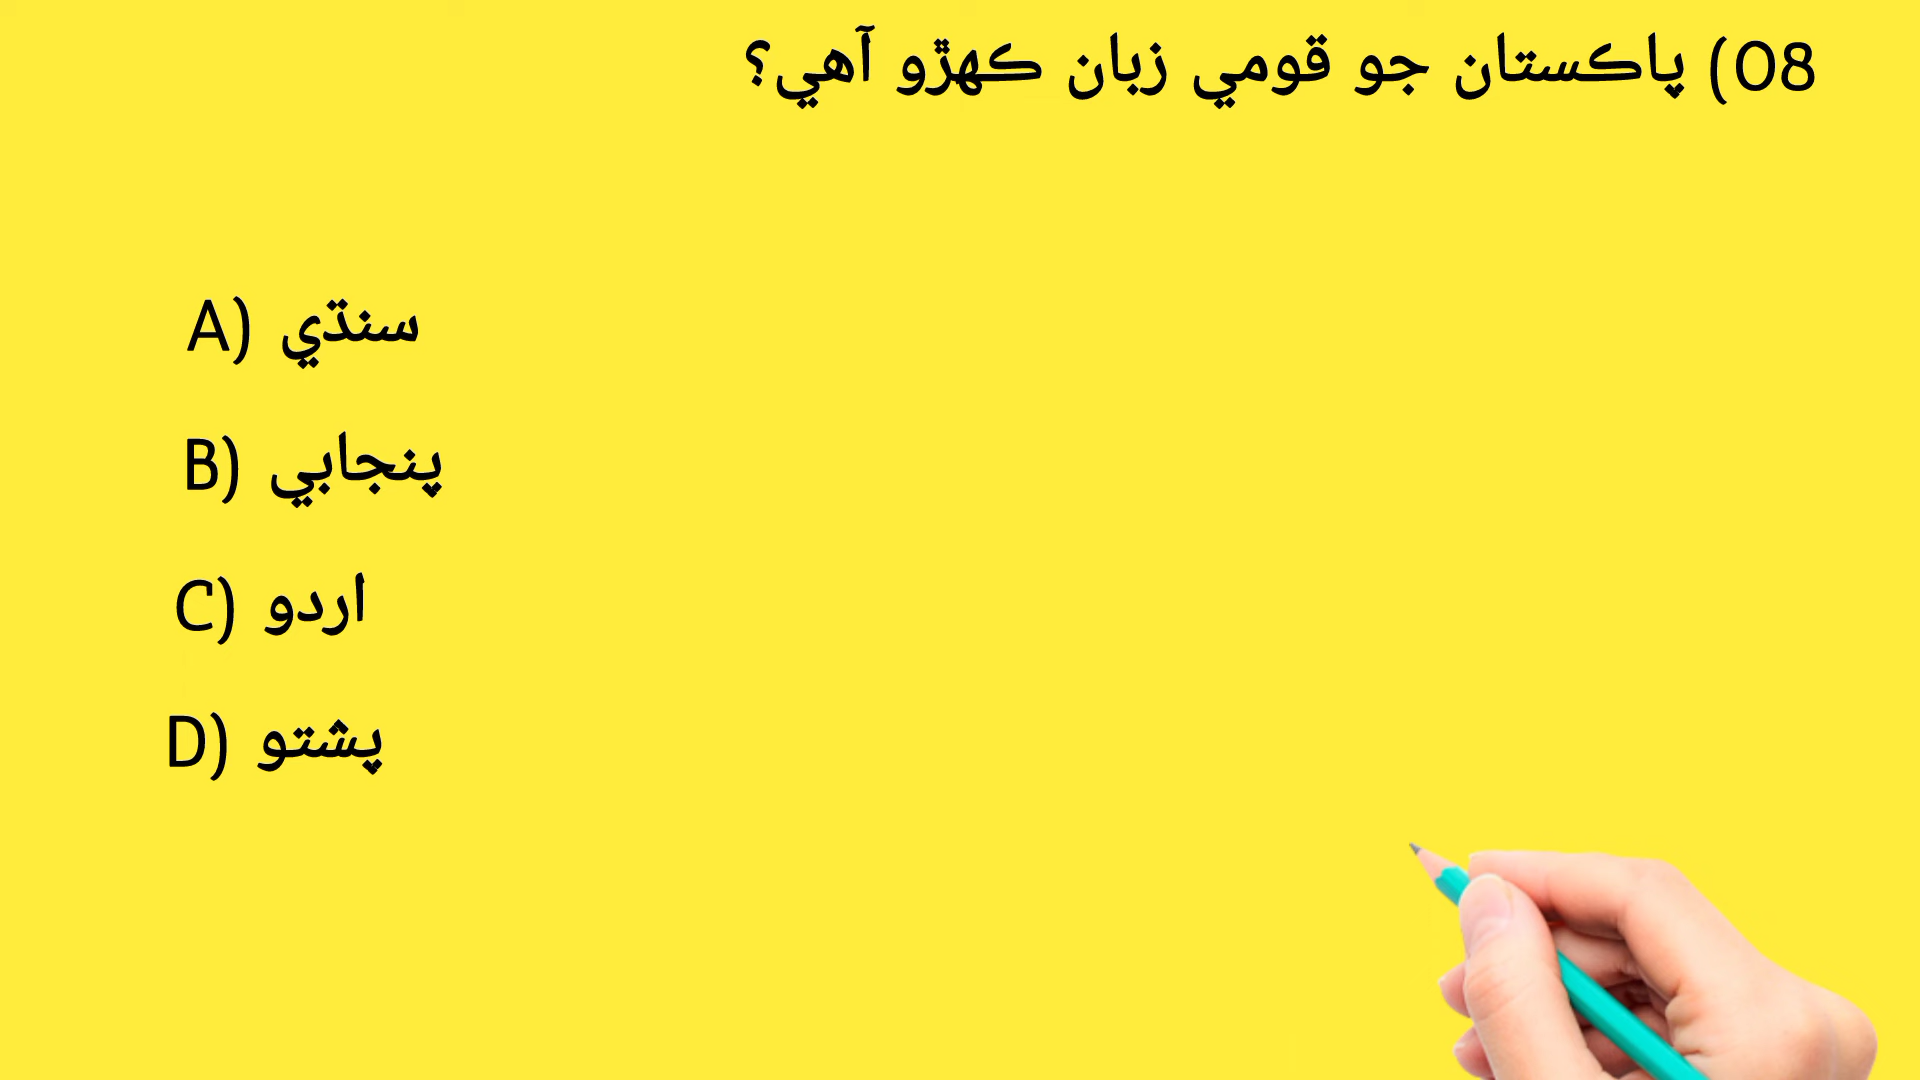 08) پاڪستان جو قومي زبان ڪهڙو آهي؟
A) سنڌي
B) پنجابي
C) اردو
D) پشتو